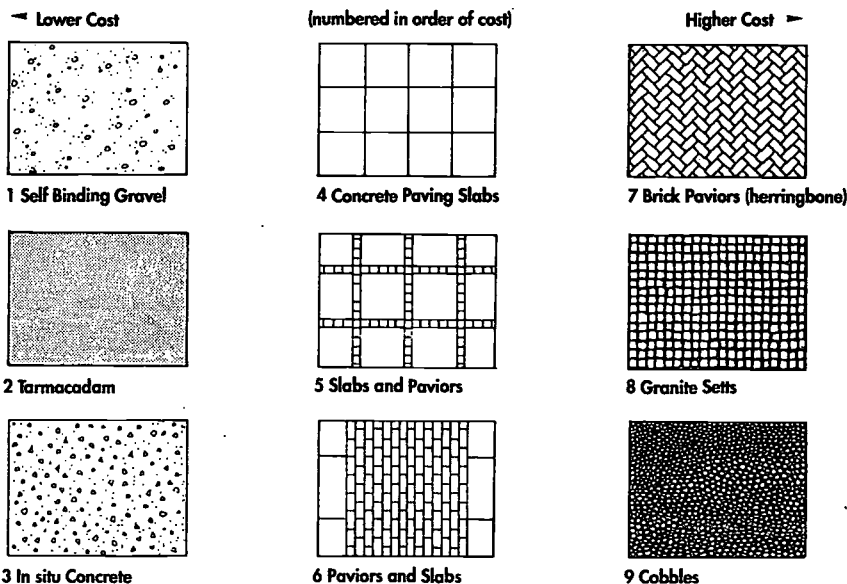 ◄ Lower Cost
(numbered in order of cost)
Higher Cost ►
1 Self Binding Gravel
4 Concrete Paving Slabs
7 Brick Paviors (herringbone)
2 Tarmacadam
5 Slabs and Paviors
8 Granite Setts
3 In situ Concrete
6 Paviors and Slabs
9 Cobbles